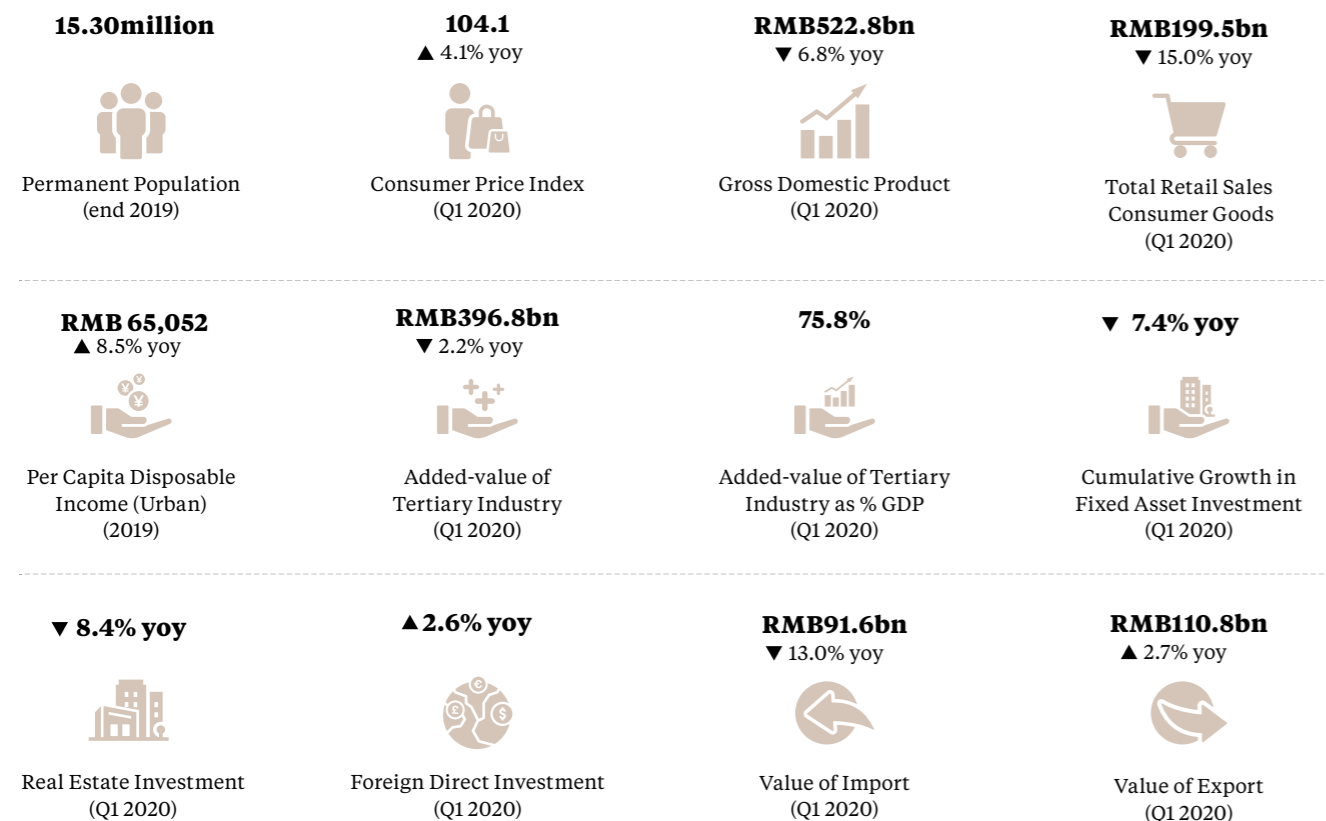 15.30million
Permanent Population
(end 2019)
104.1
▲ 4.1% yoy
Consumer Price Index
(Q1 2020)
RMB522.8bn
▼ 6.8% yoy
Gross Domestic Product
(Q1 2020)
RMB199.5bn
▼ 15.0% yoy
Total Retail Sales
Consumer Goods
(Q1 2020)
RMB 65,052
▲ 8.5% yoy
¥
¥
¥
Per Capita Disposable
Income (Urban)
(2019)
RMB396.8bn
▼ 2.2% yoy
Added-value of
Tertiary Industry
(Q1 2020)
75.8%
Added-value of Tertiary
Industry as % GDP
(Q1 2020)
▼ 7.4% yoy
Cumulative Growth in
Fixed Asset Investment
(Q1 2020)
▼ 8.4% yoy
Real Estate Investment
(Q1 2020)
▲ 2.6% yoy
€
£
$
Foreign Direct Investment
(Q1 2020)
RMB91.6bn
▼ 13.0% yoy
Value of Import
(Q1 2020)
RMB110.8bn
▲ 2.7% yoy
Value of Export
(Q1 2020)